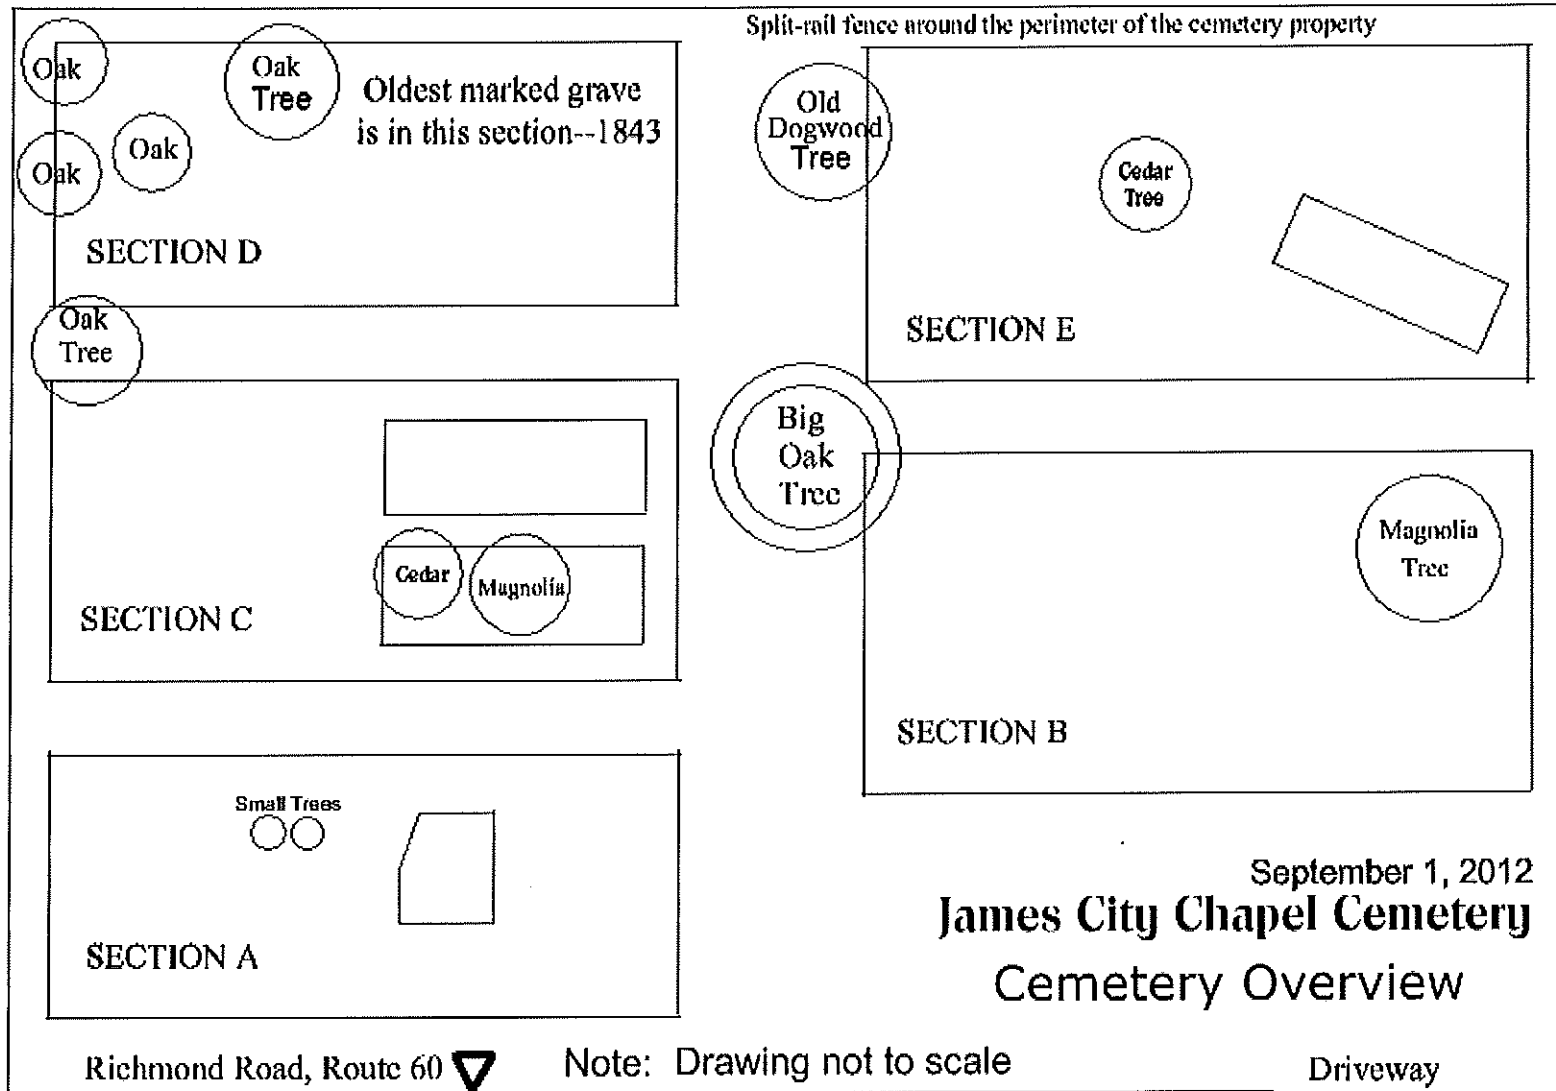 Split-rail fence around the perimeter of the cemetery property
Oak
Oak
Tree
Oldest marked grave
is in this section--1843
Oak
Oak
SECTION D
Old
Dogwood
Tree
Cedar
Tree
SECTION E
Oak
Tree
Big
Oak
Tree
Cedar
Magnolia
SECTION C
Magnolia
Tree
SECTION B
Small Trees
SECTION A
September 1, 2012
James City Chapel Cemetery
Cemetery Overview
Richmond Road, Route 60
Note: Drawing not to scale
Driveway